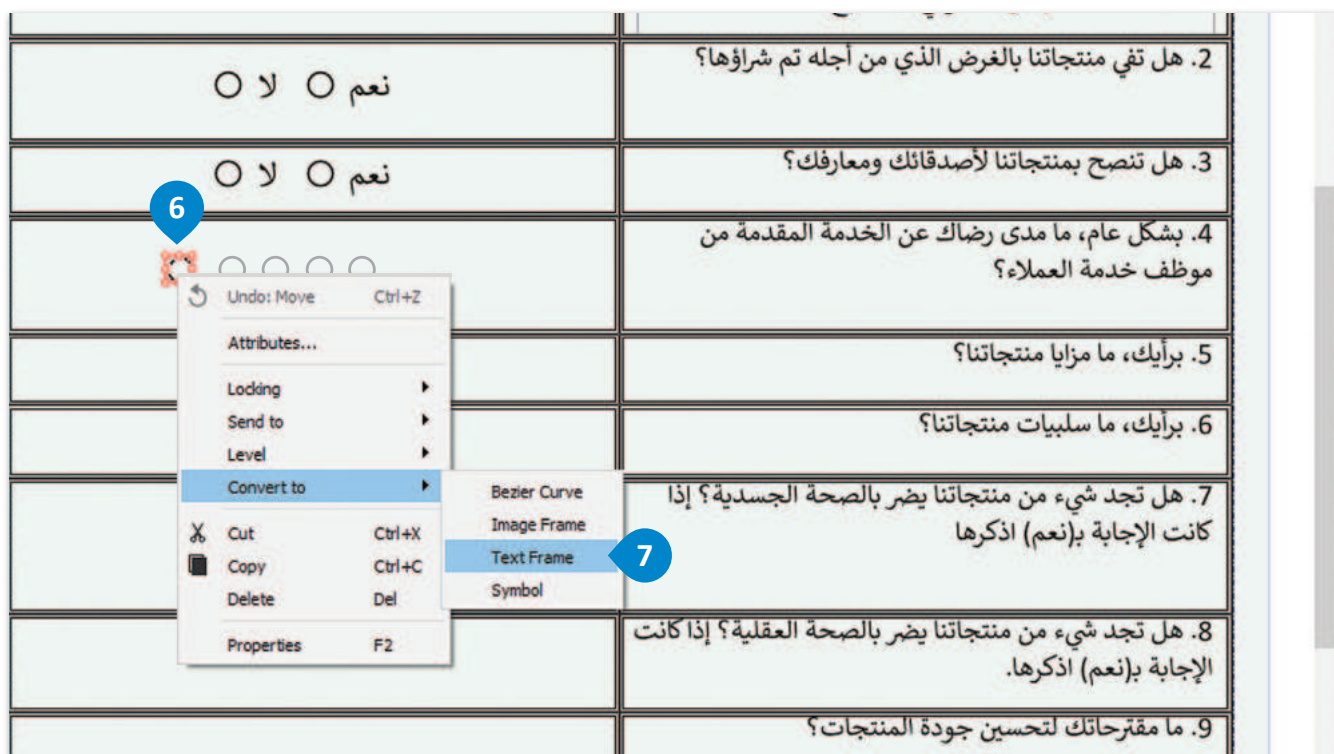 2. هل تفي منتجاتنا بالغرض الذي من أجله تم شراؤها؟
نعم لا
3. هل تنصح بمنتجاتنا لأصدقائك ومعارفك؟
نعم لا
6
4. بشكل عام، ما مدى رضاك عن الخدمة المقدمة من
موظف خدمة العملاء؟
5. برأيك، ما مزايا منتجاتنا؟
6. برأيك، ما سلبيات منتجاتنا؟
7. هل تجد شيء من منتجاتنا يضر بالصحة الجسدية؟ إذا
كانت الإجابة بـ(نعم) اذكرها
8. هل تجد شيء من منتجاتنا يضر بالصحة العقلية؟ إذا كانت
الإجابة بـ(نعم) اذكرها.
9. ما مقترحاتك لتحسين جودة المنتجات؟
Undo: Move Ctrl+Z
Attributes...
Locking
Send to
Level
Convert to
Cut Ctrl+X
Copy Ctrl+C
Delete Del
Properties F2
Bezier Curve
Image Frame
Text Frame
7
Symbol